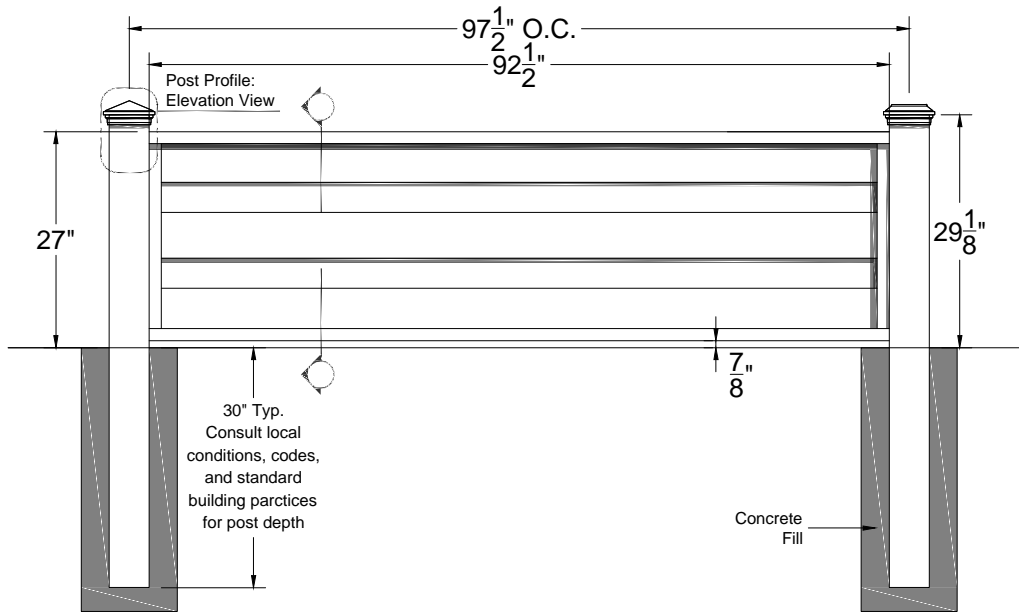 97 1/2" O.C.
92 1/2"
Post Profile:
Elevation View
27"
29 1/8"
7/8"
30" Typ.
Consult local
conditions, codes,
and standard
building parctices
for post depth
Concrete
Fill